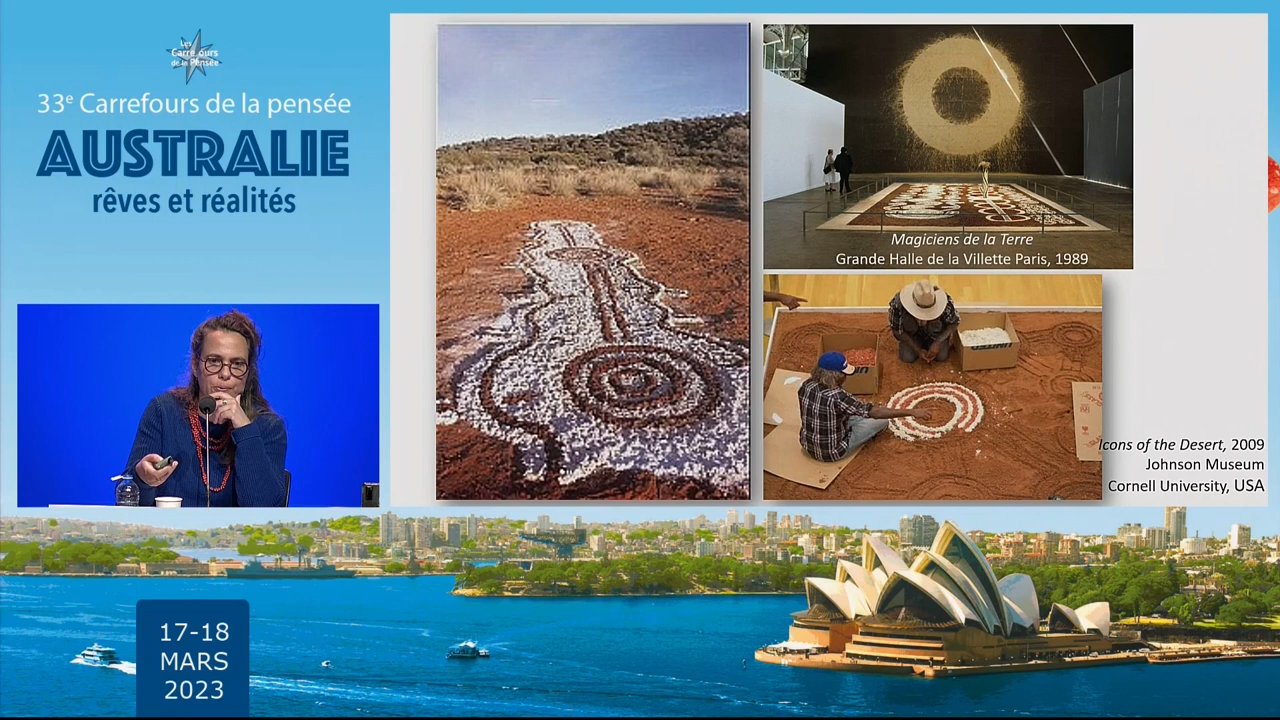 Les
Carrefours
de la Pensée
33e Carrefours de la pensée
AUSTRALIE
rêves et réalités
Magiciens de la Terre
Grande Halle de la Villette Paris, 1989
Icons of the Desert, 2009
Johnson Museum
Cornell University, USA
17-18
MARS
2023